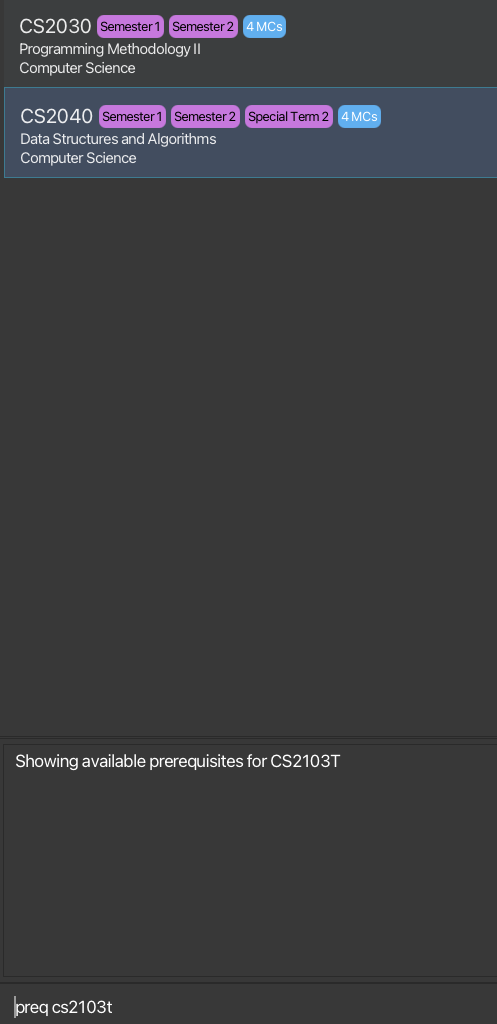 CS2030 Semester 1 Semester 2 4 MCs
Programming Methodology II
Computer Science
CS2040 Semester 1 Semester 2 Special Term 2 4 MCs
Data Structures and Algorithms
Computer Science
Showing available prerequisites for CS2103T
preq cs2103t